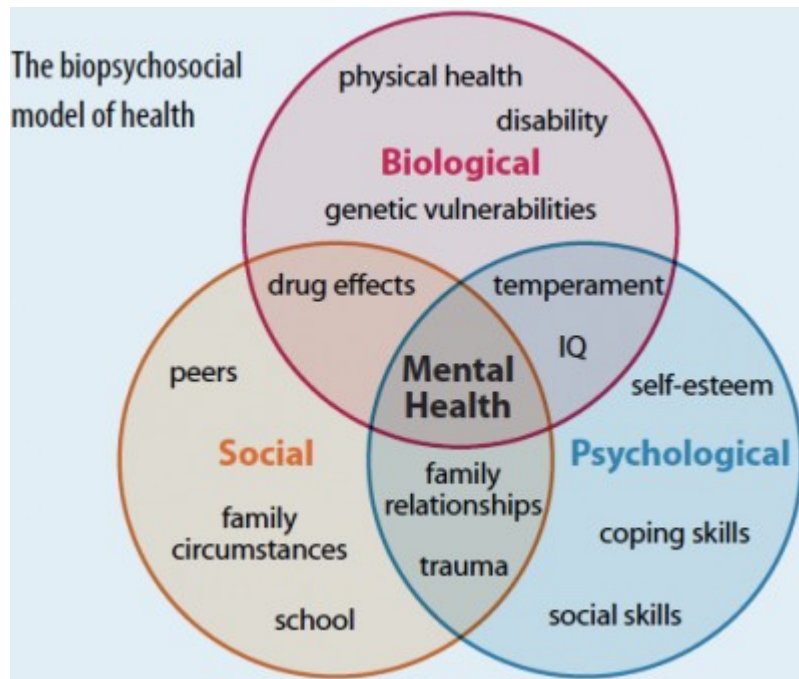 The biopsychosocial
model of health
physical health
disability
Biological
genetic vulnerabilities
drug effects
temperament
IQ
peers
Mental
Health
self-esteem
Social
Psychological
family
relationships
family
circumstances
coping skills
trauma
school
social skills